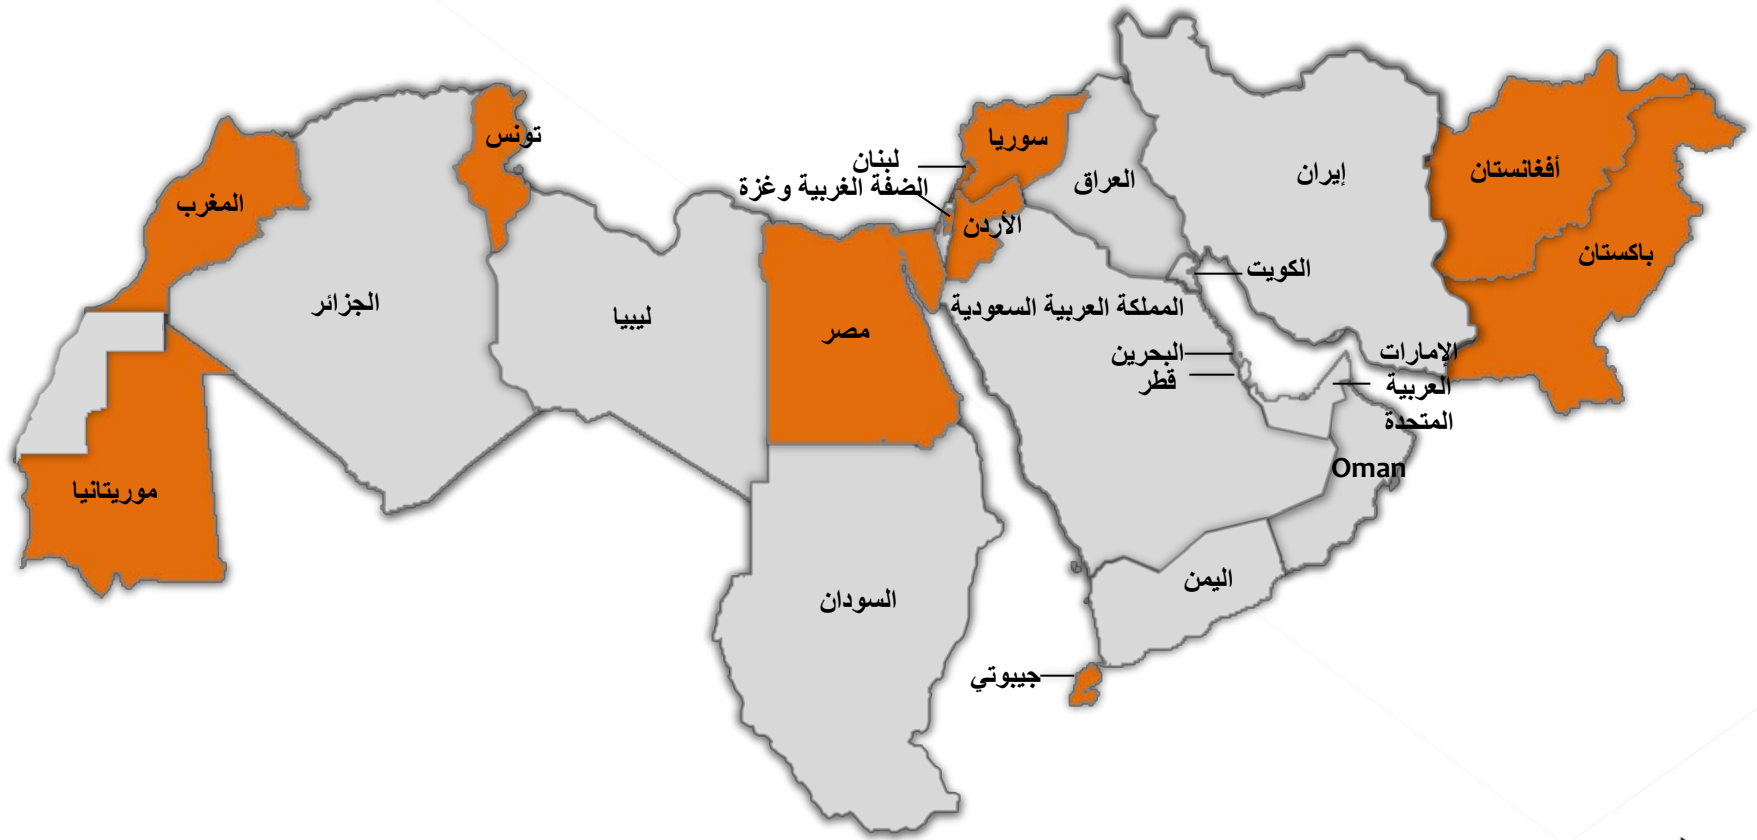 تونس
سوريا
لبنان
الضفة الغربية وغزة
العراق
إيران
أفغانستان
المغرب
الأردن
باكستان
الكويت
الجزائر
ليبيا
مصر
المملكة العربية السعودية
البحرين
قطر
الإمارات
العربية
المتحدة
Oman
موريتانيا
اليمن
السودان
جيبوتي